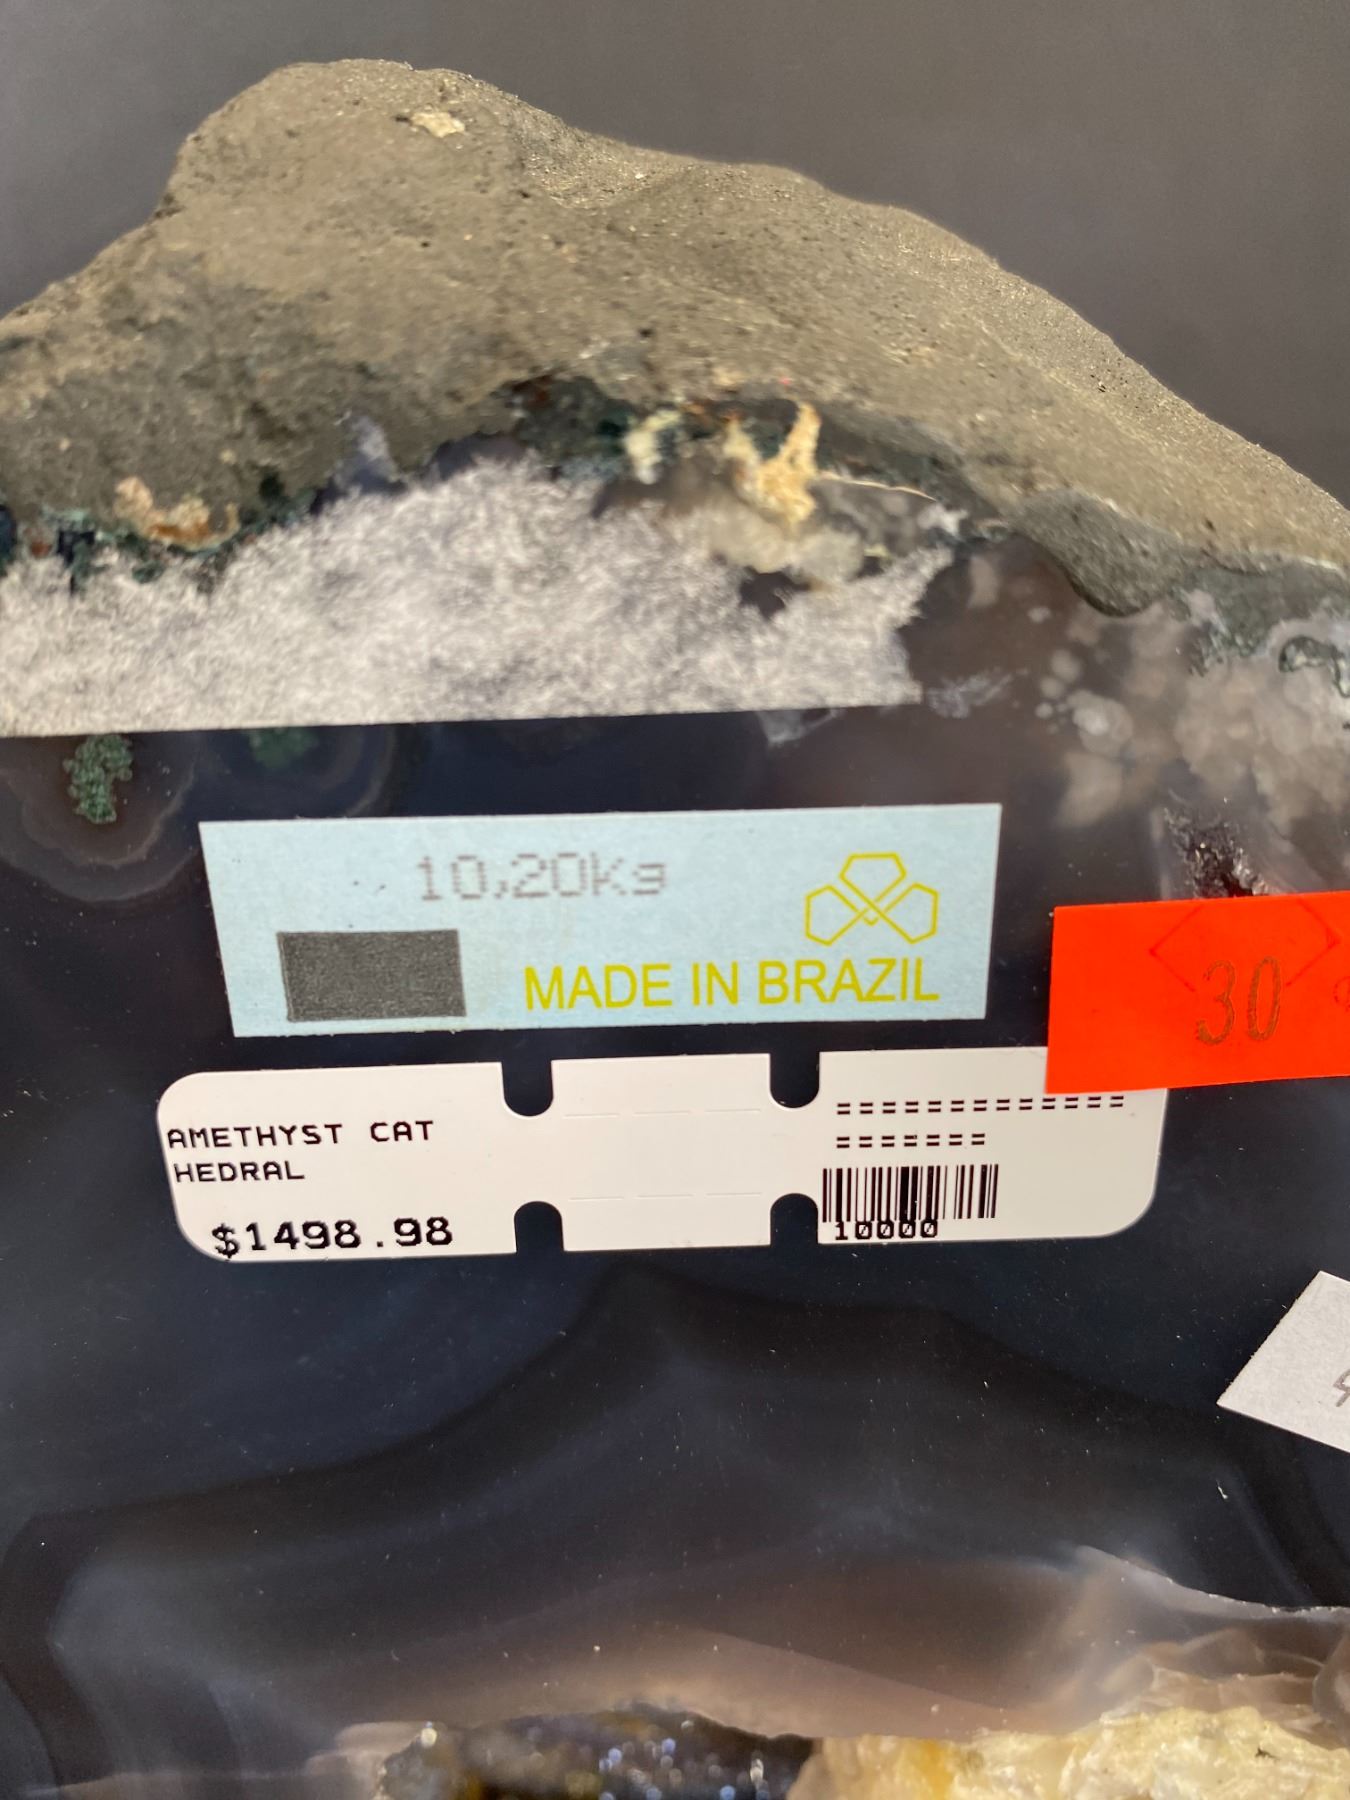 10,20Kg
MADE IN BRAZIL
30
AMETHYST CAT
HEDRAL
$1498.98
=============
=======
10000